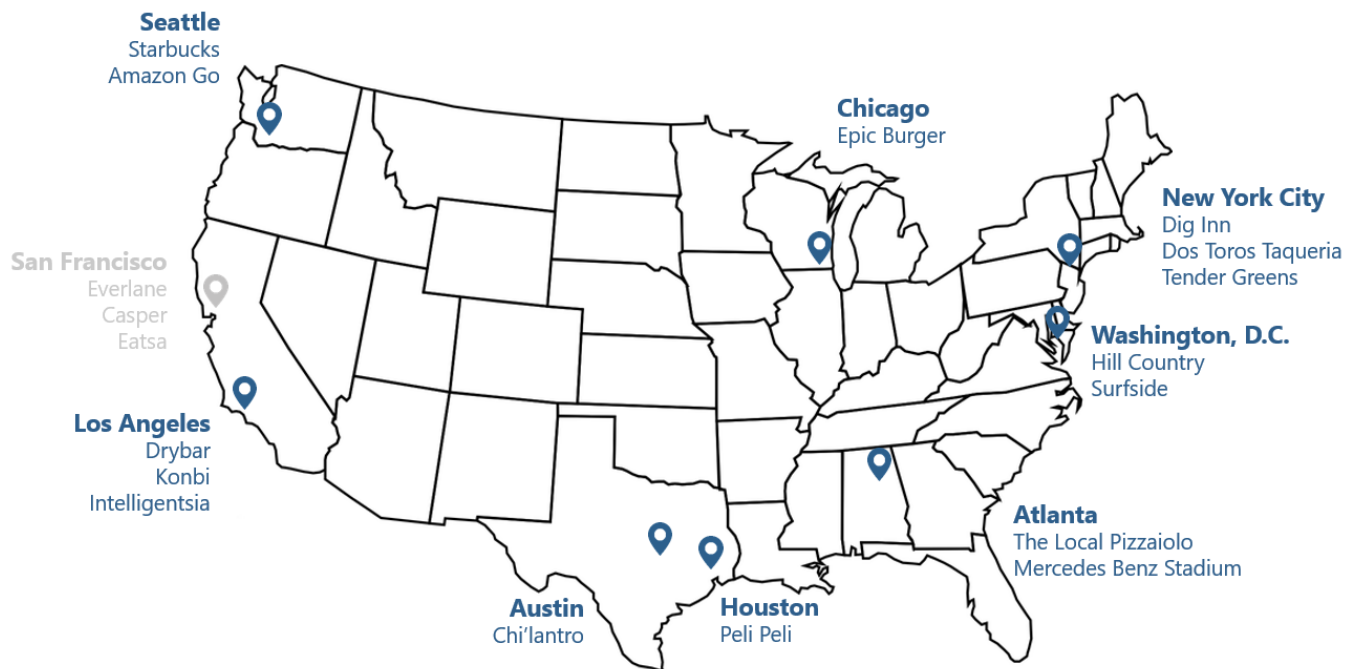 Seattle
Starbucks
Amazon Go
Chicago
Epic Burger
New York City
Dig Inn
Dos Toros Taqueria
Tender Greens
San Francisco
Everlane
Casper
Eatsa
Washington, D.C.
Hill Country
Surfside
Los Angeles
Drybar
Konbi
Intelligentsia
Atlanta
The Local Pizzaiolo
Mercedes Benz Stadium
Austin
Chi'lantro
Houston
Peli Peli